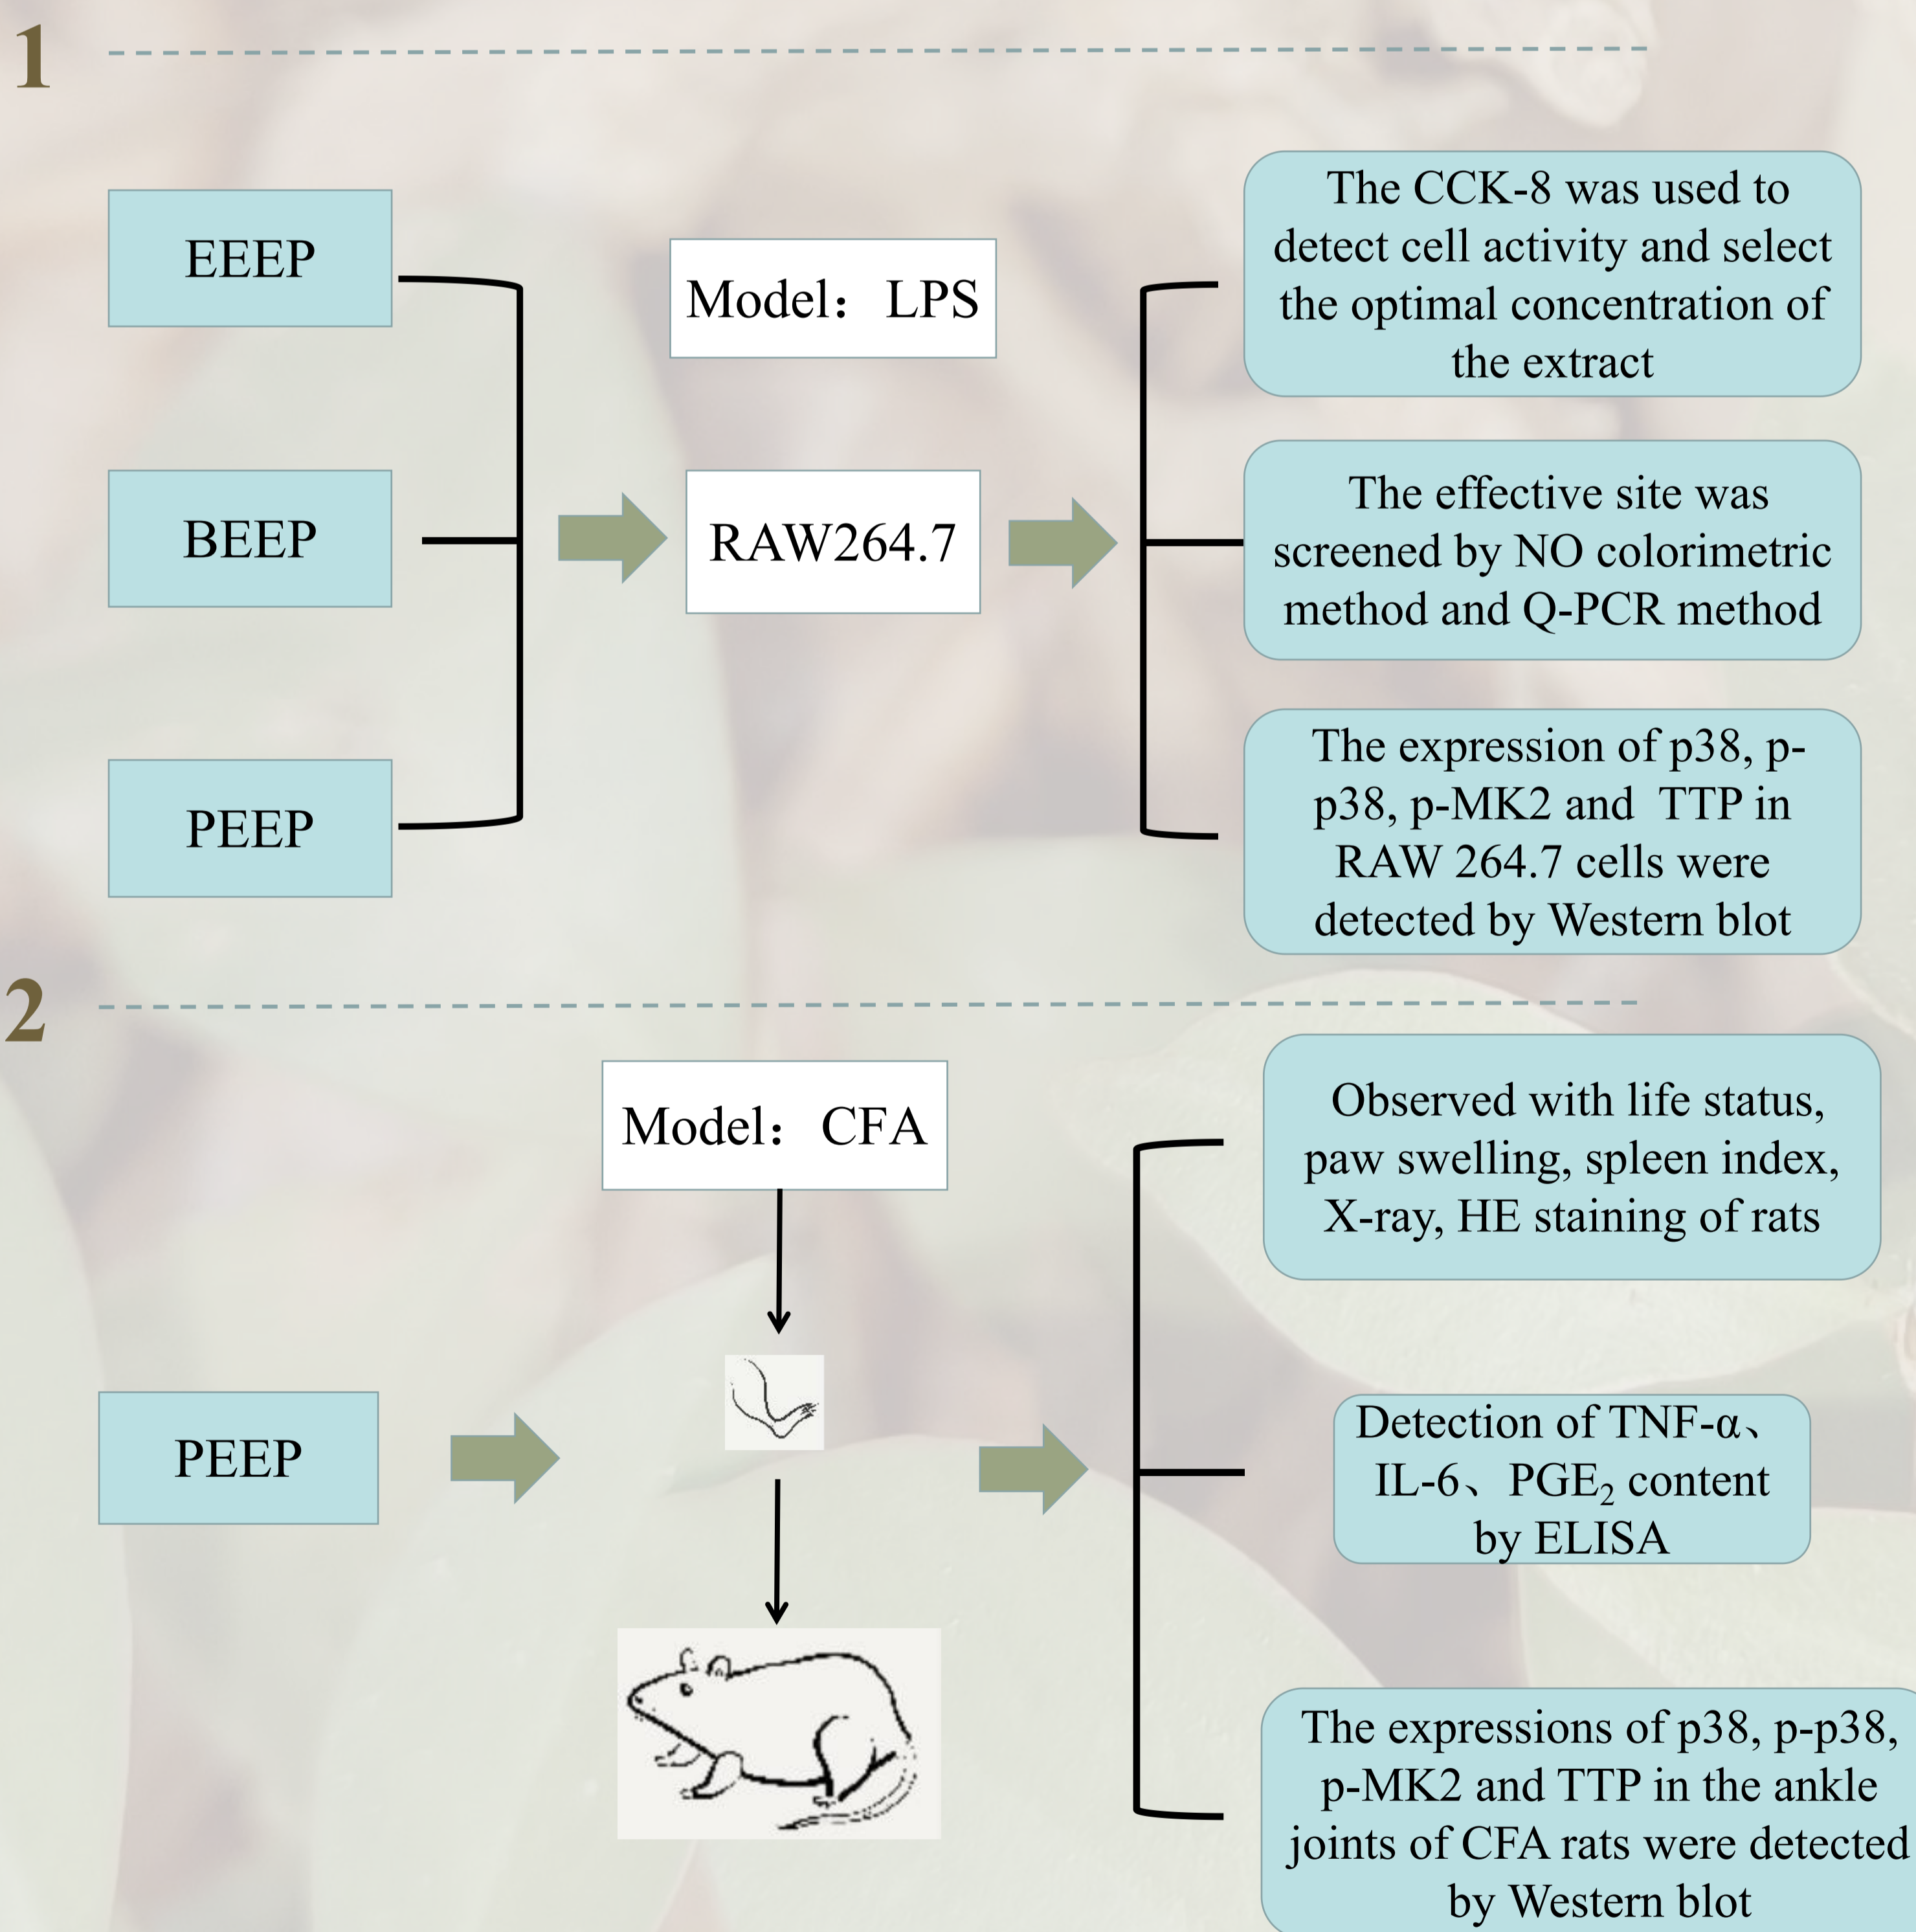 1
EEEP
BEEP
PEEP
Model： LPS
RAW264.7
The CCK-8 was used to
detect cell activity and select
the optimal concentration of
the extract
The effective site was
screened by NO colorimetric
method and Q-PCR method
The expression of p38, p-
p38, p-MK2 and TTP in
RAW 264.7 cells were
detected by Western blot
2
PEEP
Model： CFA
Observed with life status,
paw swelling, spleen index,
X-ray, HE staining of rats
Detection of TNF-α、
IL-6、PGE₂ content
by ELISA
The expressions of p38, p-p38,
p-MK2 and TTP in the ankle
joints of CFA rats were detected
by Western blot